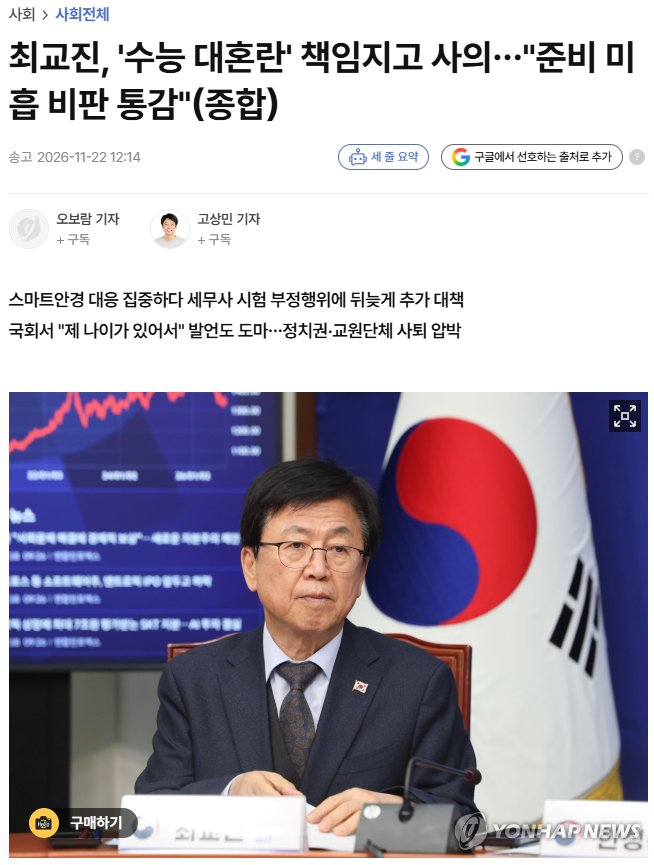 사회 > 사회전체
최교진, '수능 대혼란' 책임지고 사의…"준비 미
흡 비판 통감"(종합)
송고 2026-11-22 12:14
세 줄 요약
구글에서 선호하는 출처로 추가
?
오보람 기자
+ 구독
고상민 기자
+ 구독
스마트안경 대응 집중하다 세무사 시험 부정행위에 뒤늦게 추가 대책
국회서 "제 나이가 있어서" 발언도 도마…정치권·교원단체 사퇴 압박
뉴스
Hello
구매하기
최교진
YONHAP NEWS